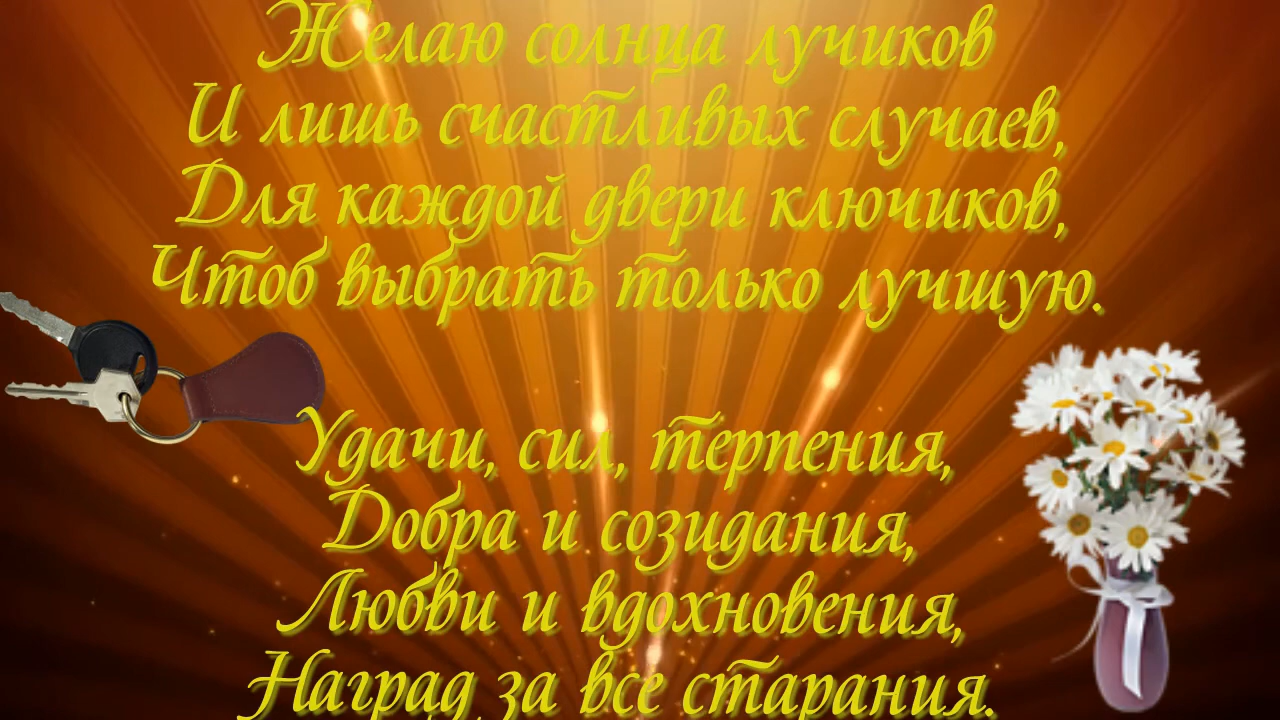 Желаю солнца лучиков
И лишь счастливых случаев,
Для каждой двери ключиков,
Чтоб выбрать только лучшую.
Удачи, сил, терпения,
Добра и созидания,
Любви и вдохновения,
Наград за все старания.